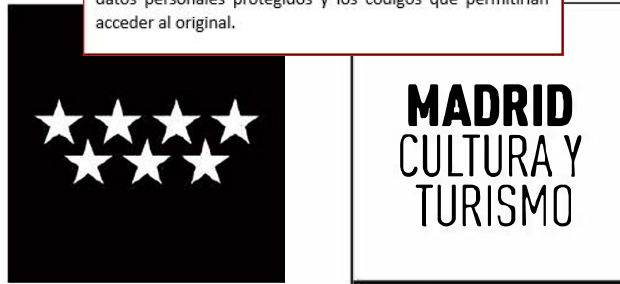 datos personales protegidos y los códigos que permitirían
acceder al original.
MADRID
CULTURA Y
TURISMO